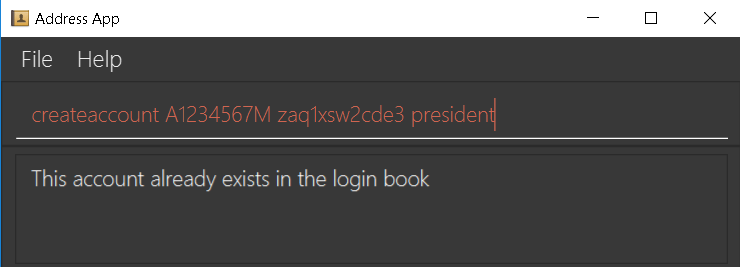 Address App
File Help
createaccount A1234567M zaq1xsw2cde3 president
This account already exists in the login book